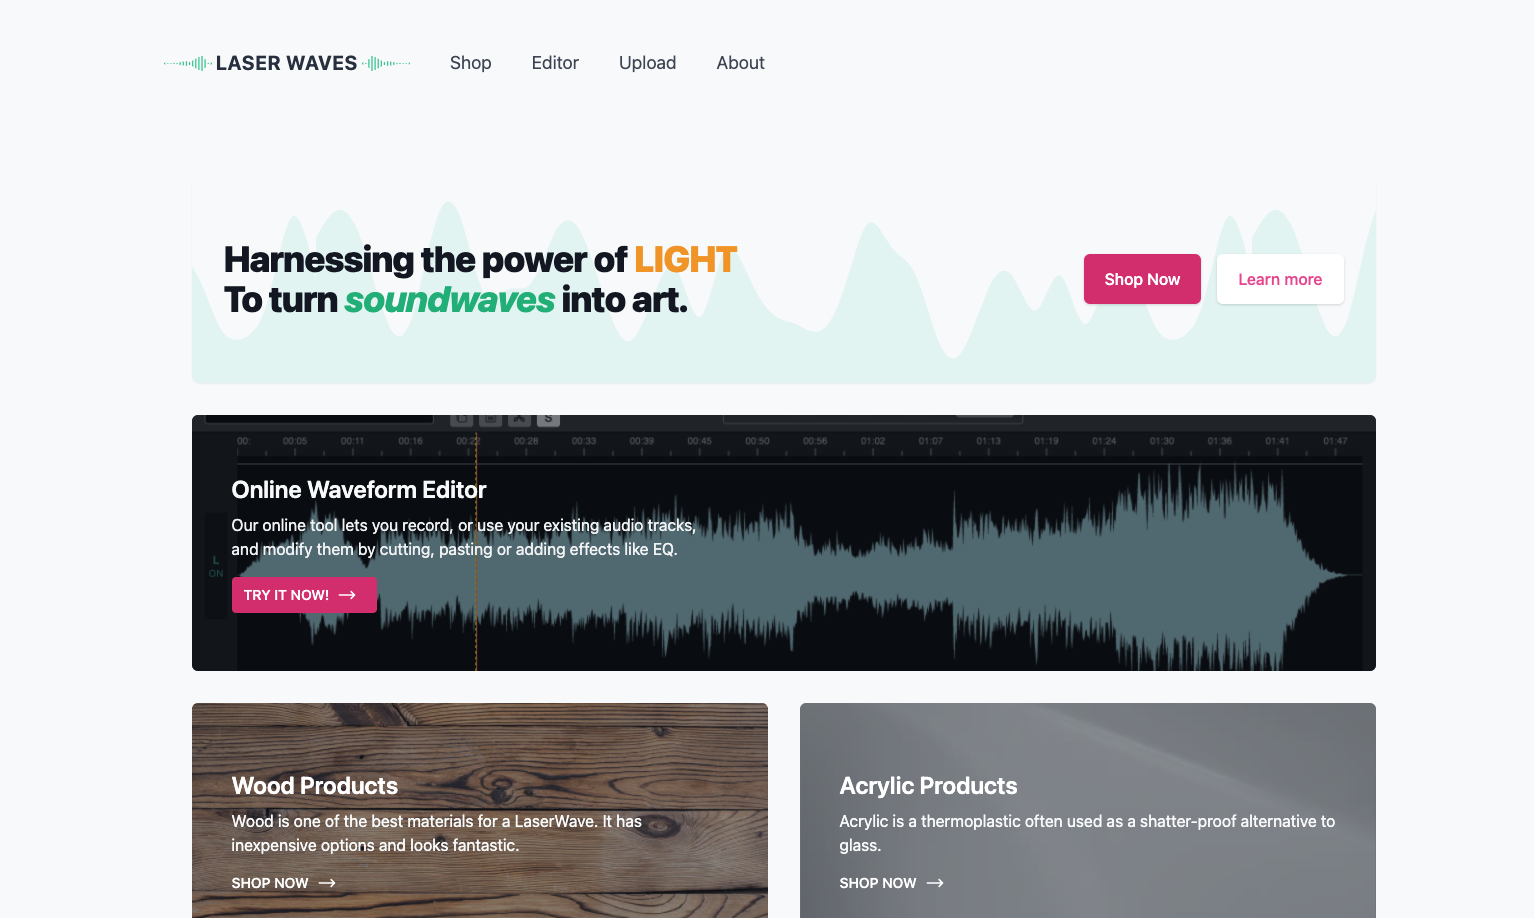 LASER WAVES Shop Editor Upload About
Harnessing the power of LIGHT
To turn soundwaves into art.
Shop Now Learn more
S
00: 00:05 00:11 00:16 00:22 00:28 00:33 00:39 00:45 00:50 00:56 01:02 01:07 01:13 01:19 01:24 01:30 01:36 01:41 01:47
Online Waveform Editor
Our online tool lets you record, or use your existing audio tracks,
and modify them by cutting, pasting or adding effects like EQ.
L
ON
TRY IT NOW!
Wood Products
Wood is one of the best materials for a LaserWave. It has
inexpensive options and looks fantastic.
SHOP NOW
Acrylic Products
Acrylic is a thermoplastic often used as a shatter-proof alternative to
glass.
SHOP NOW